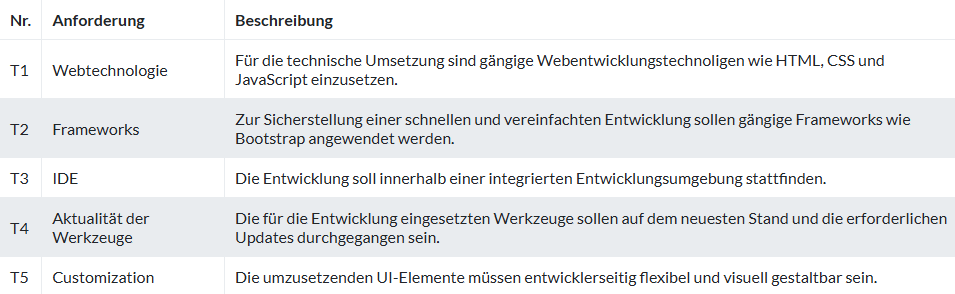 Nr. Anforderung Beschreibung
T1 Webtechnologie Für die technische Umsetzung sind gängige Webentwicklungstechnoligen wie HTML, CSS und
JavaScript einzusetzen.
T2 Frameworks Zur Sicherstellung einer schnellen und vereinfachten Entwicklung sollen gängige Frameworks wie
Bootstrap angewendet werden.
T3 IDE Die Entwicklung soll innerhalb einer integrierten Entwicklungsumgebung stattfinden.
T4 Aktualität der
Werkzeuge
Die für die Entwicklung eingesetzten Werkzeuge sollen auf dem neuesten Stand und die erforderlichen
Updates durchgegangen sein.
T5 Customization Die umzusetzenden UI-Elemente müssen entwicklerseitig flexibel und visuell gestaltbar sein.